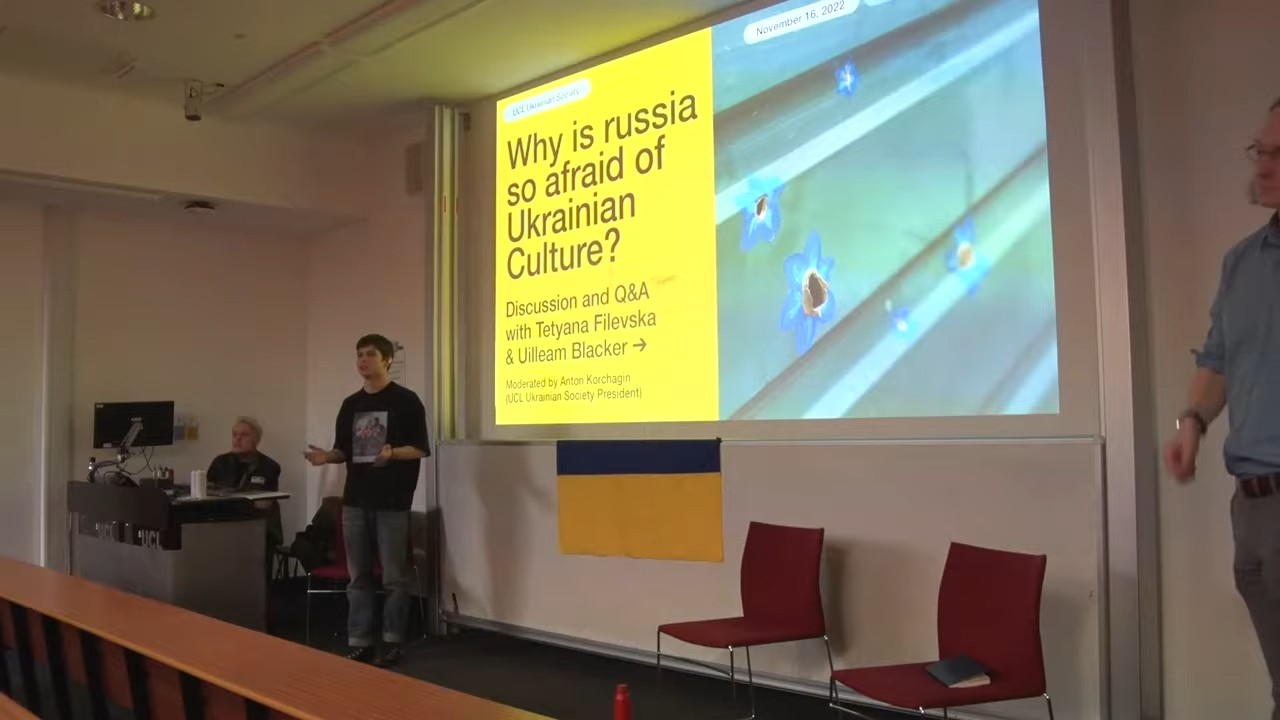 November 16, 2022
UCL Ukrainian Society
Why is russia
so afraid of
Ukrainian
Culture?
Discussion and Q&A
with Tetyana Filevska
& Uilleam Blacker →
Moderated by Anton Korchagin
(UCL Ukrainian Society President)
UCL
UCL